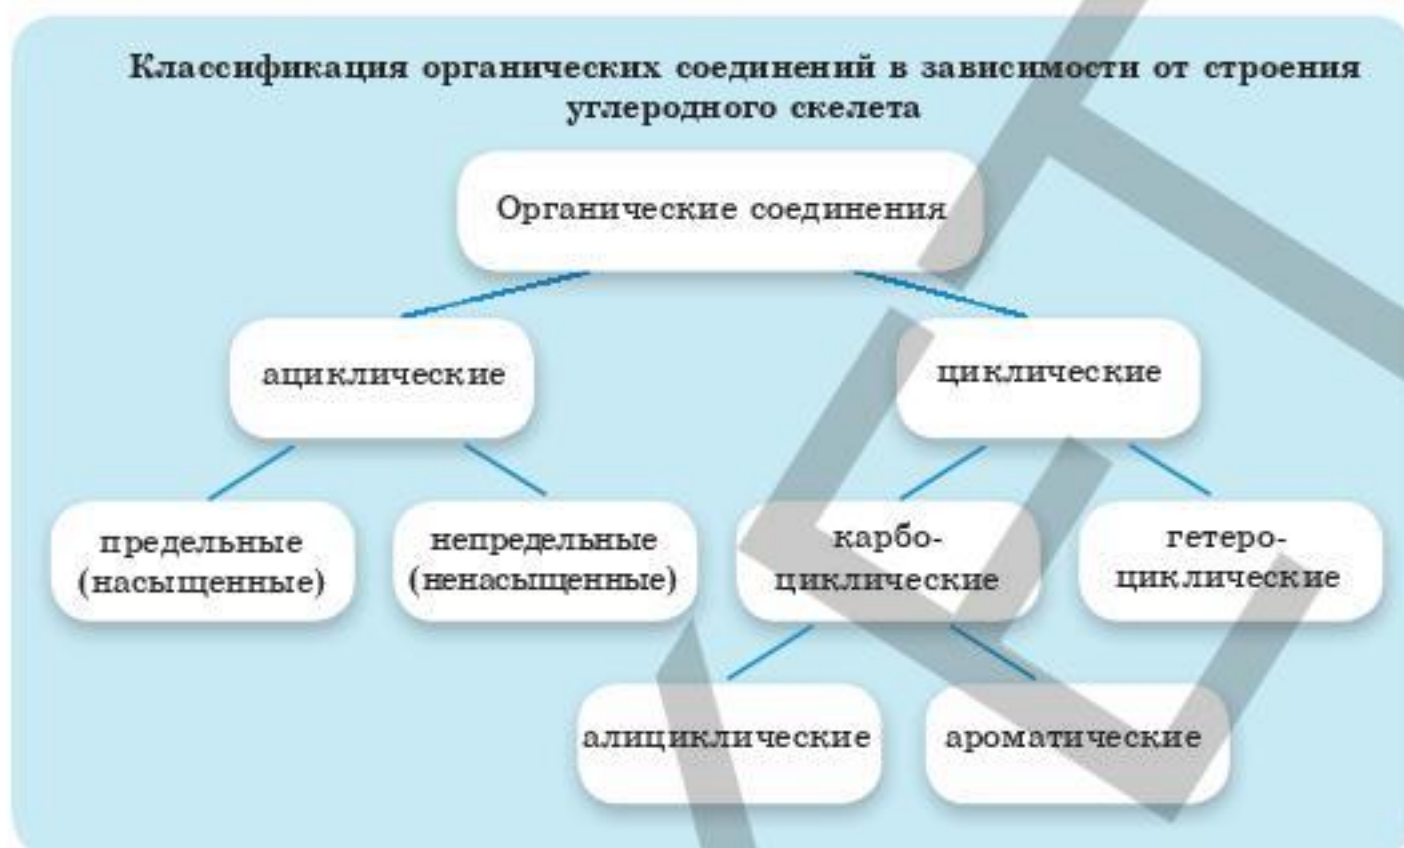 Классификация органических соединений в зависимости от строения
углеродного скелета
Органические соединения
ациклические
циклические
предельные
(насыщенные)
непредельные
(ненасыщенные)
карбо-
циклические
гетеро-
циклические
алициклические
ароматические